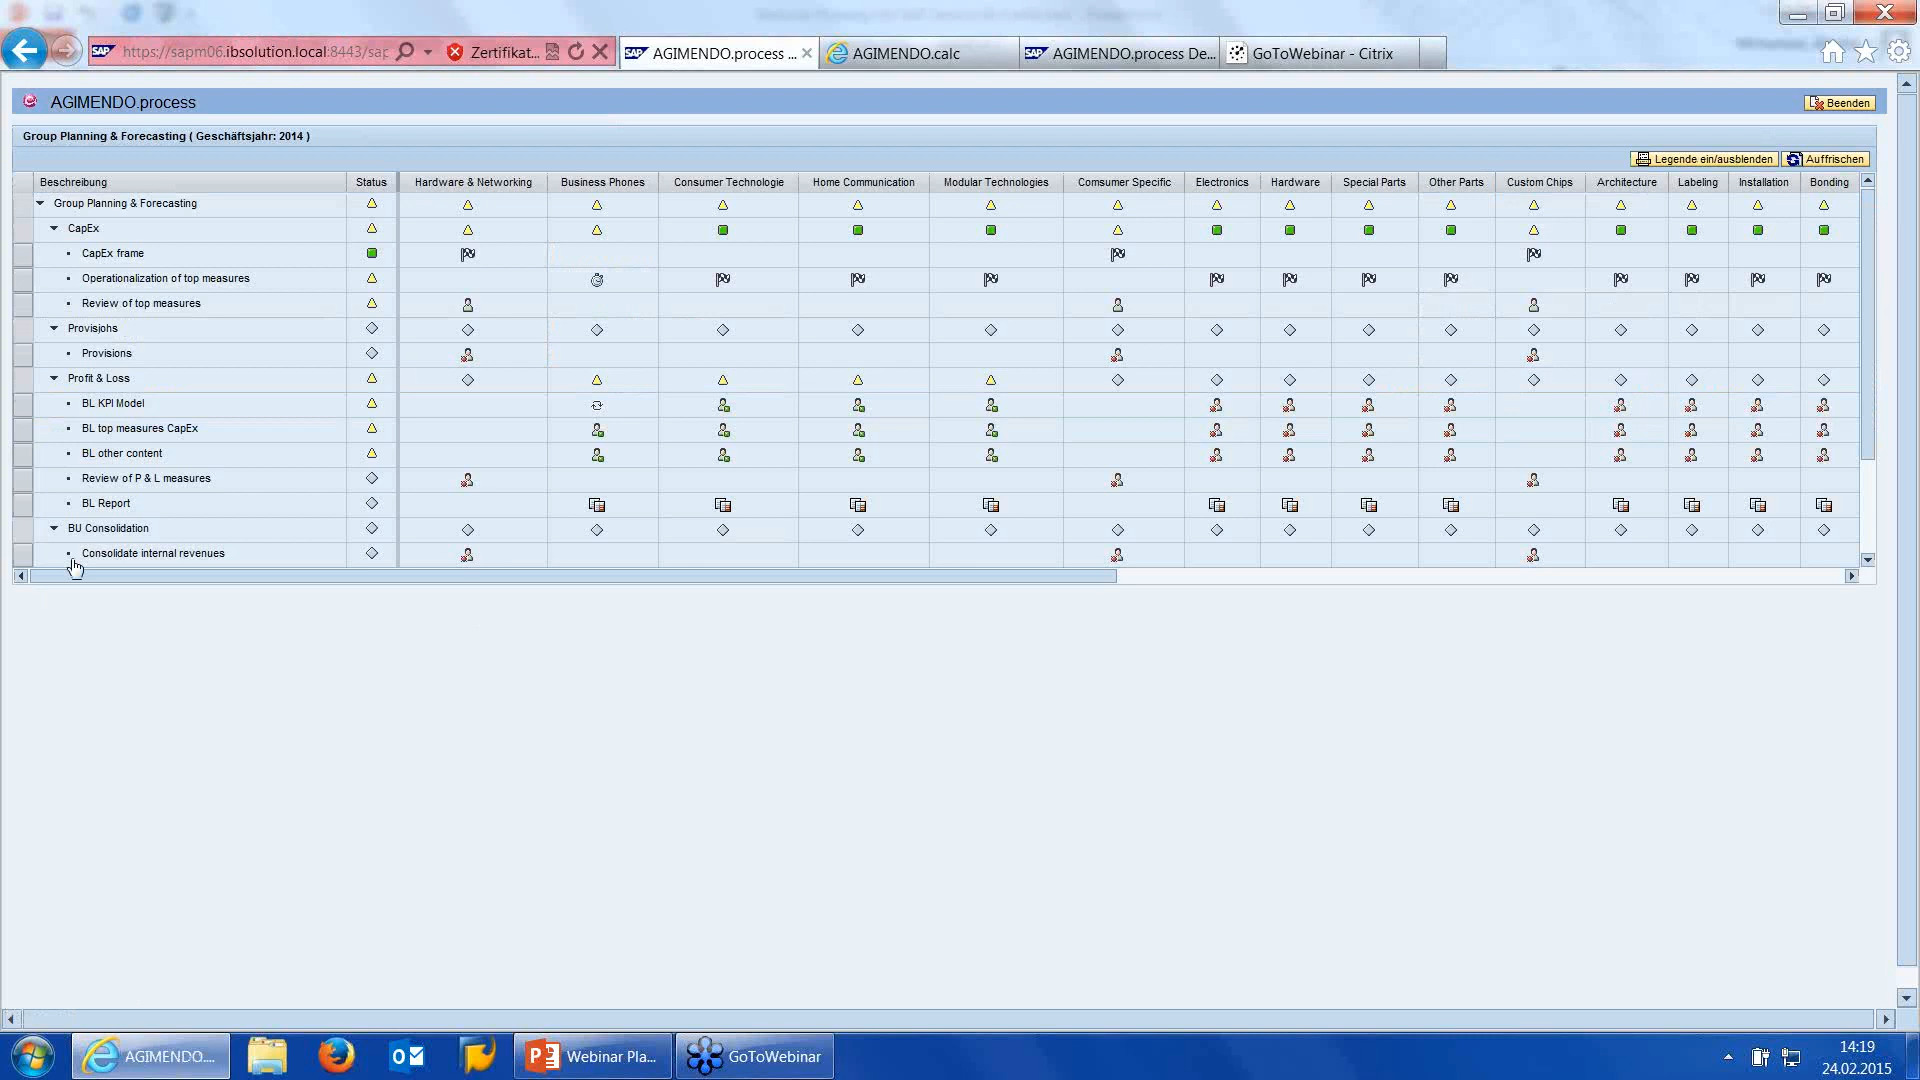 https://sapm06.ibsolution.local:8443/sap
Zertifikat...
AGIMENDO.process ...
AGIMENDO.calc
AGIMENDO.process De...
GoToWebinar - Citrix
AGIMENDO.process
Beenden
Group Planning & Forecasting ( Geschäftsjahr: 2014 )
Legende ein/ausblenden Auffrischen
Beschreibung Status Hardware & Networking Business Phones Consumer Technologie Home Communication Modular Technologies Comsumer Specific Electronics Hardware Special Parts Other Parts Custom Chips Architecture Labeling Installation Bonding
Group Planning & Forecasting
CapEx
CapEx frame
Operationalization of top measures
Review of top measures
Provisiohs
Provisions
Profit & Loss
BL KPI Model
BL top measures CapEx
BL other content
Review of P & L measures
BL Report
BU Consolidation
Consolidate internal revenues
AGIMENDO....
Webinar Pla...
GoToWebinar
14:19
24.02.2015